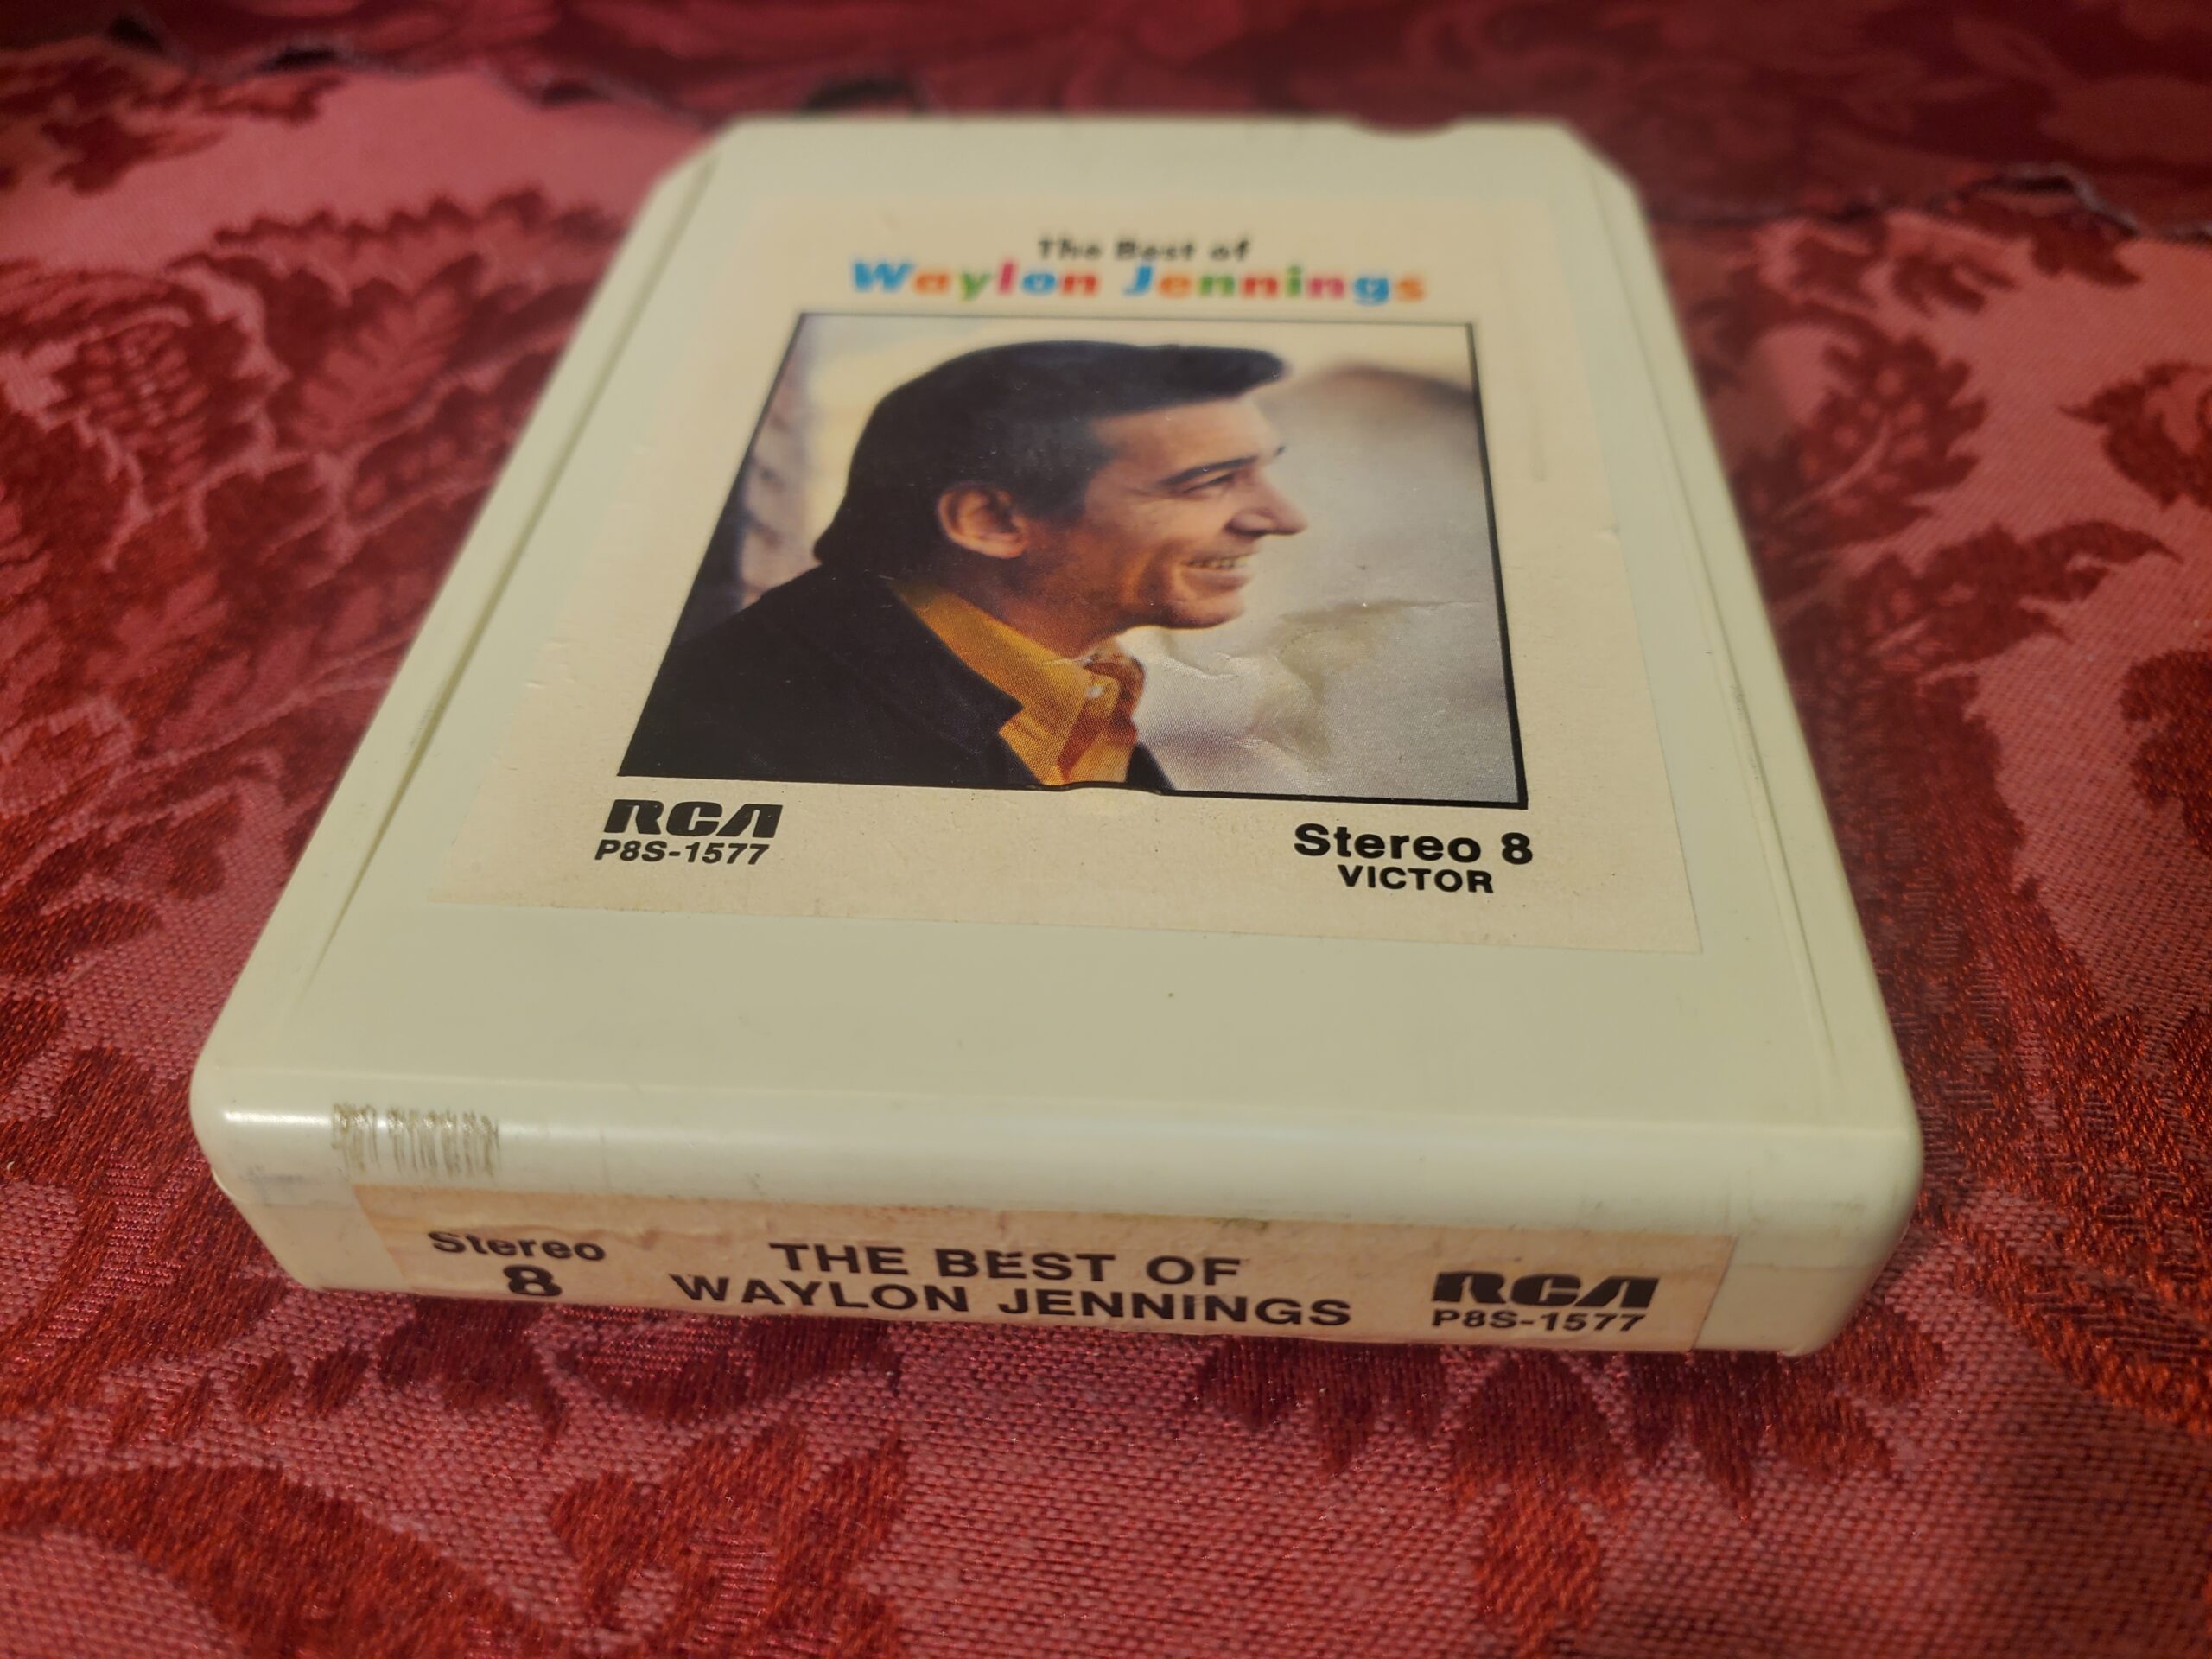 The Best of
Waylon Jennings
RCA
P8S-1577
Stereo 8
VICTOR
Stereo
8
THE BEST OF
WAYLON JENNINGS
RCA
P8S-1577